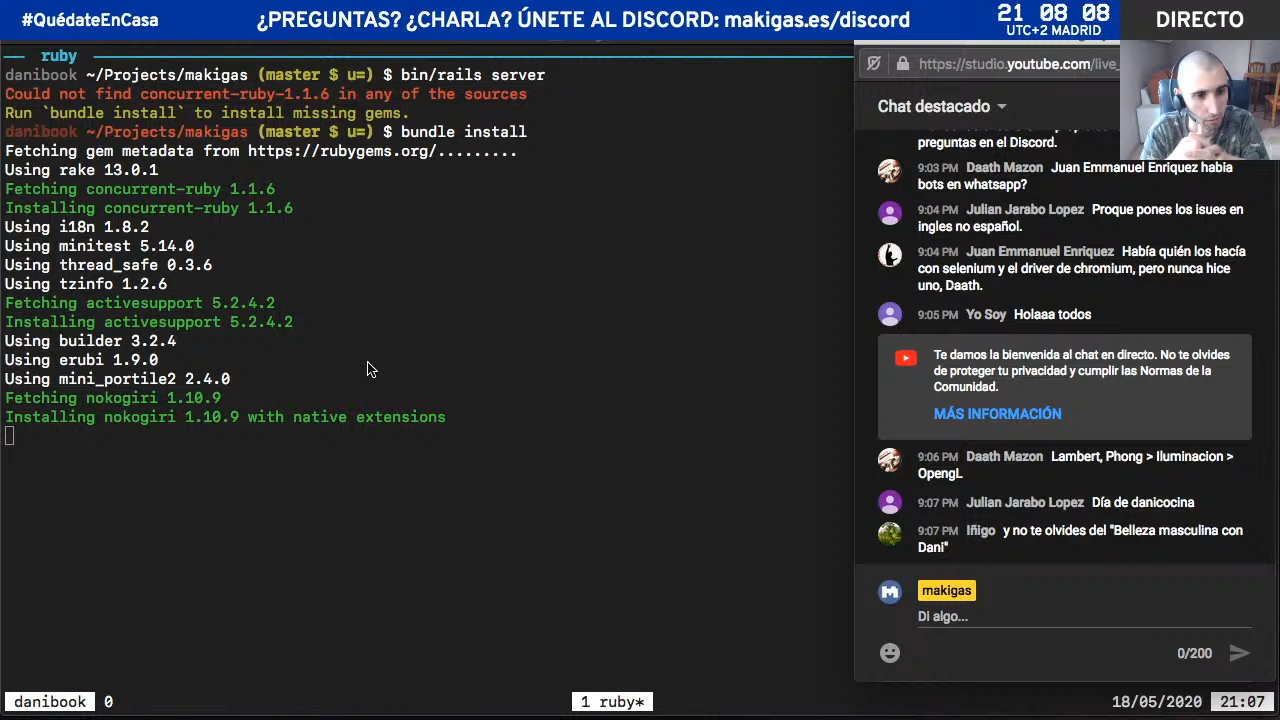 #QuédateEnCasa
¿PREGUNTAS? ¿CHARLA? ÚNETE AL DISCORD: makigas.es/discord
21 08 08
UTC+2 MADRID
DIRECTO
ruby
danibook ~/Projects/makigas (master $ u=) $ bin/rails server
Could not find concurrent-ruby-1.1.6 in any of the sources
Run `bundle install` to install missing gems.
danibook ~/Projects/makigas (master $ u=) $ bundle install
Fetching gem metadata from https://rubygems.org/.........
Using rake 13.0.1
Fetching concurrent-ruby 1.1.6
Installing concurrent-ruby 1.1.6
Using i18n 1.8.2
Using minitest 5.14.0
Using thread_safe 0.3.6
Using tzinfo 1.2.6
Fetching activesupport 5.2.4.2
Installing activesupport 5.2.4.2
Using builder 3.2.4
Using erubi 1.9.0
Using mini_portile2 2.4.0
Fetching nokogiri 1.10.9
Installing nokogiri 1.10.9 with native extensions
https://studio.youtube.com/live_
Chat destacado
preguntas en el Discord.
9:03 PM Daath Mazon Juan Emmanuel Enriquez habia
bots en whatsapp?
9:04 PM Julian Jarabo Lopez Proque pones los isues en
ingles no español.
9:04 PM Juan Emmanuel Enriquez Había quién los hacía
con selenium y el driver de chromium, pero nunca hice
uno, Daath.
9:05 PM Yo Soy Holaaa todos
Te damos la bienvenida al chat en directo. No te olvides
de proteger tu privacidad y cumplir las Normas de la
Comunidad.
MÁS INFORMACIÓN
9:06 PM Daath Mazon Lambert, Phong > Iluminacion >
OpengL
9:07 PM Julian Jarabo Lopez Día de danicocina
9:07 PM Iñigo y no te olvides del "Belleza masculina con
Dani"
makigas
Di algo...
0/200
danibook 0
1 ruby*
18/05/2020 21:07